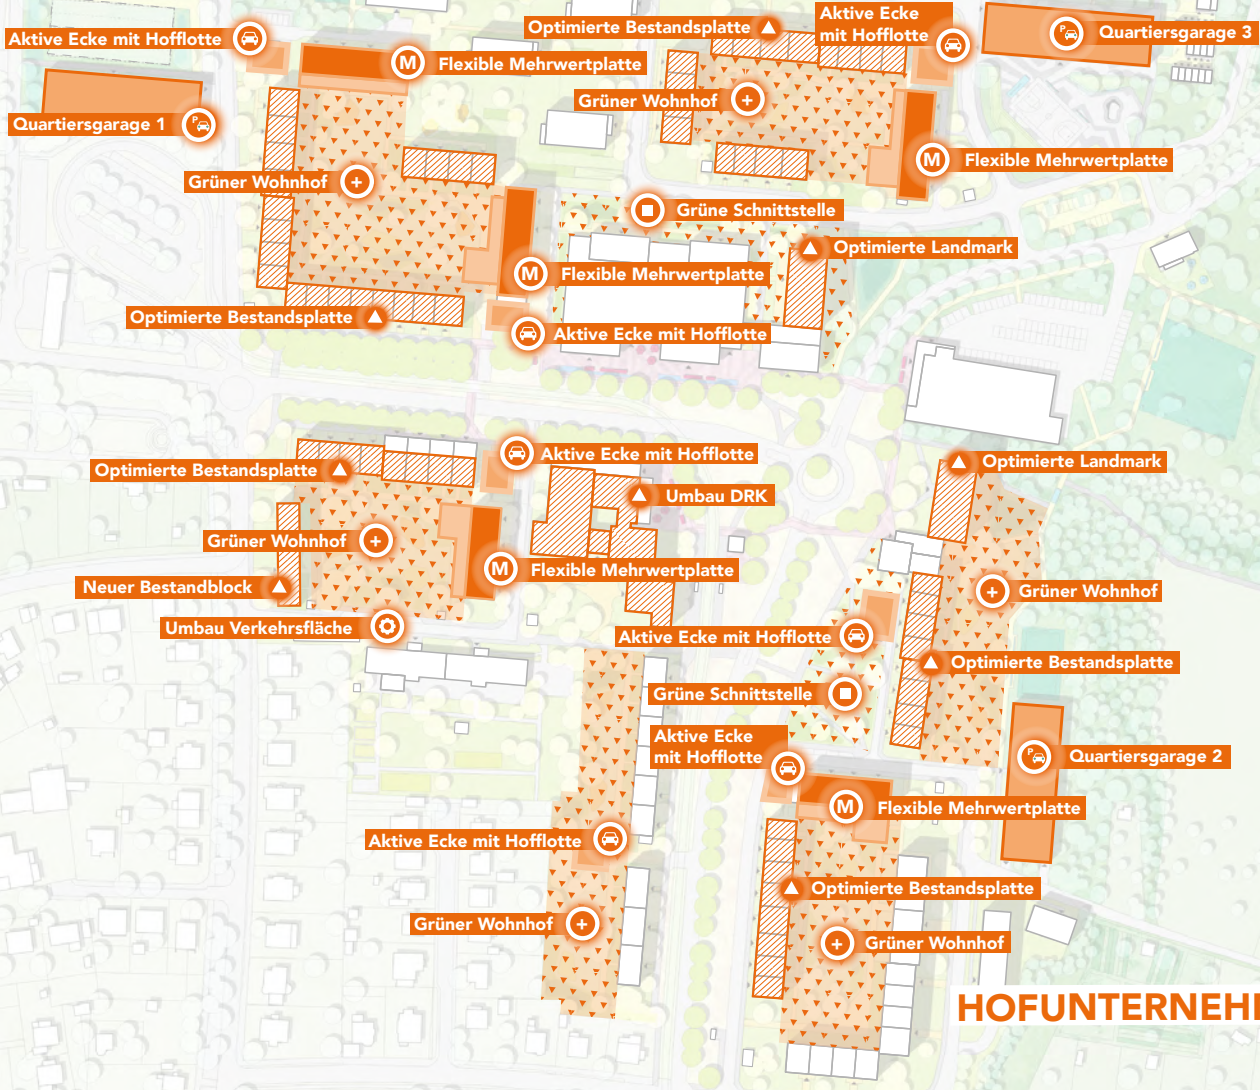 Optimierte Bestandsplatte
Aktive Ecke
mit Hofflotte
Quartiersgarage 3
Aktive Ecke mit Hofflotte
M
Flexible Mehrwertplatte
P
Grüner Wohnhof
+
Quartiersgarage 1
P
M
Flexible Mehrwertplatte
Grüner Wohnhof
+
Grüne Schnittstelle
Optimierte Landmark
M
Flexible Mehrwertplatte
Optimierte Bestandsplatte
Aktive Ecke mit Hofflotte
Aktive Ecke mit Hofflotte
Optimierte Bestandsplatte
Optimierte Landmark
Umbau DRK
Grüner Wohnhof
+
M
Flexible Mehrwertplatte
Neuer Bestandblock
+
Grüner Wohnhof
Umbau Verkehrsfläche
Aktive Ecke mit Hofflotte
Optimierte Bestandsplatte
Grüne Schnittstelle
Aktive Ecke
mit Hofflotte
P
Quartiersgarage 2
M
Flexible Mehrwertplatte
Aktive Ecke mit Hofflotte
Optimierte Bestandsplatte
Grüner Wohnhof
+
+
Grüner Wohnhof
HOFUNTERNEH